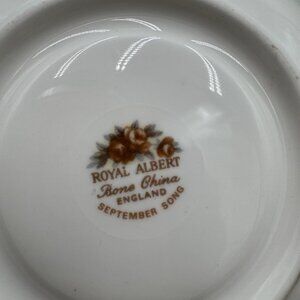 ROYAL ALBERT
Bone China
ENGLAND
SEPTEMBER SONG